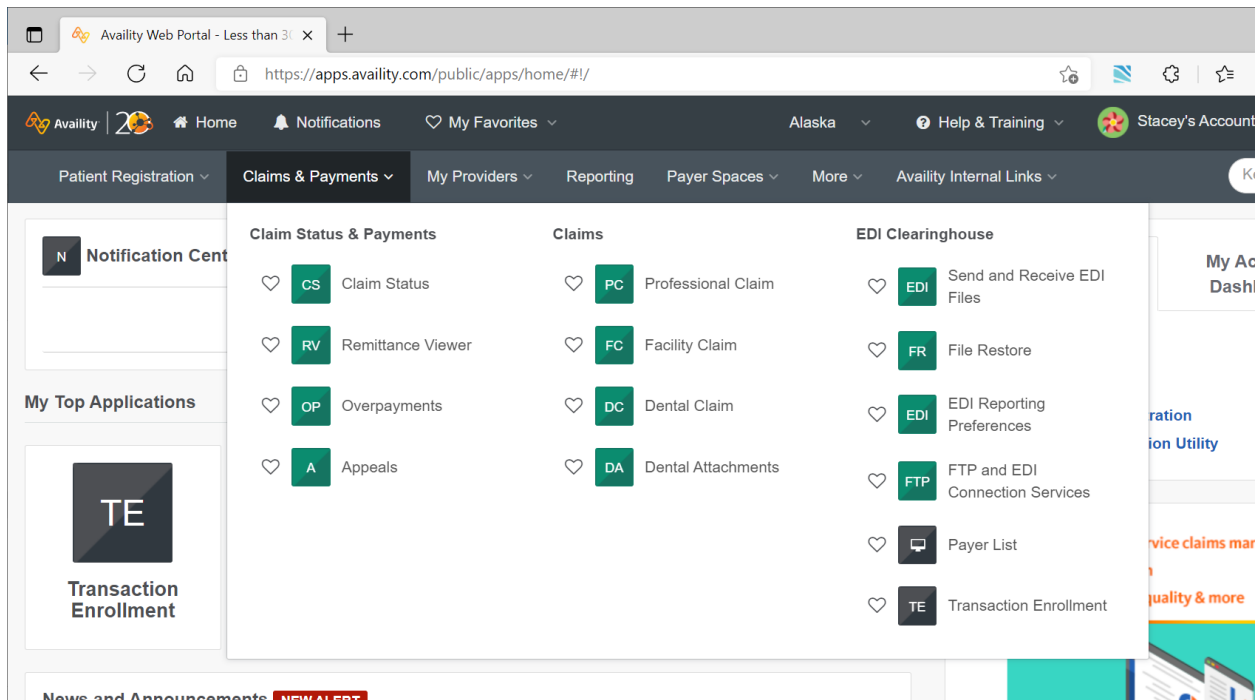 Availity Web Portal - Less than 3
https://apps.availity.com/public/apps/home/#!/
Availity 20 Home Notifications My Favorites Alaska Help & Training Stacey's Account
Patient Registration Claims & Payments My Providers Reporting Payer Spaces More Availity Internal Links
N Notification Cent
My Top Applications
TE
Transaction
Enrollment
Claim Status & Payments
CS Claim Status
RV Remittance Viewer
OP Overpayments
A Appeals
Claims
PC Professional Claim
FC Facility Claim
DC Dental Claim
DA Dental Attachments
EDI Clearinghouse
EDI Send and Receive EDI
Files
FR File Restore
EDI EDI Reporting
Preferences
FTP FTP and EDI
Connection Services
Payer List
TE Transaction Enrollment
My Ac
Dash
ration
ion Utility
rvice claims mar
quality & more
News and Announcements NEW ALERT